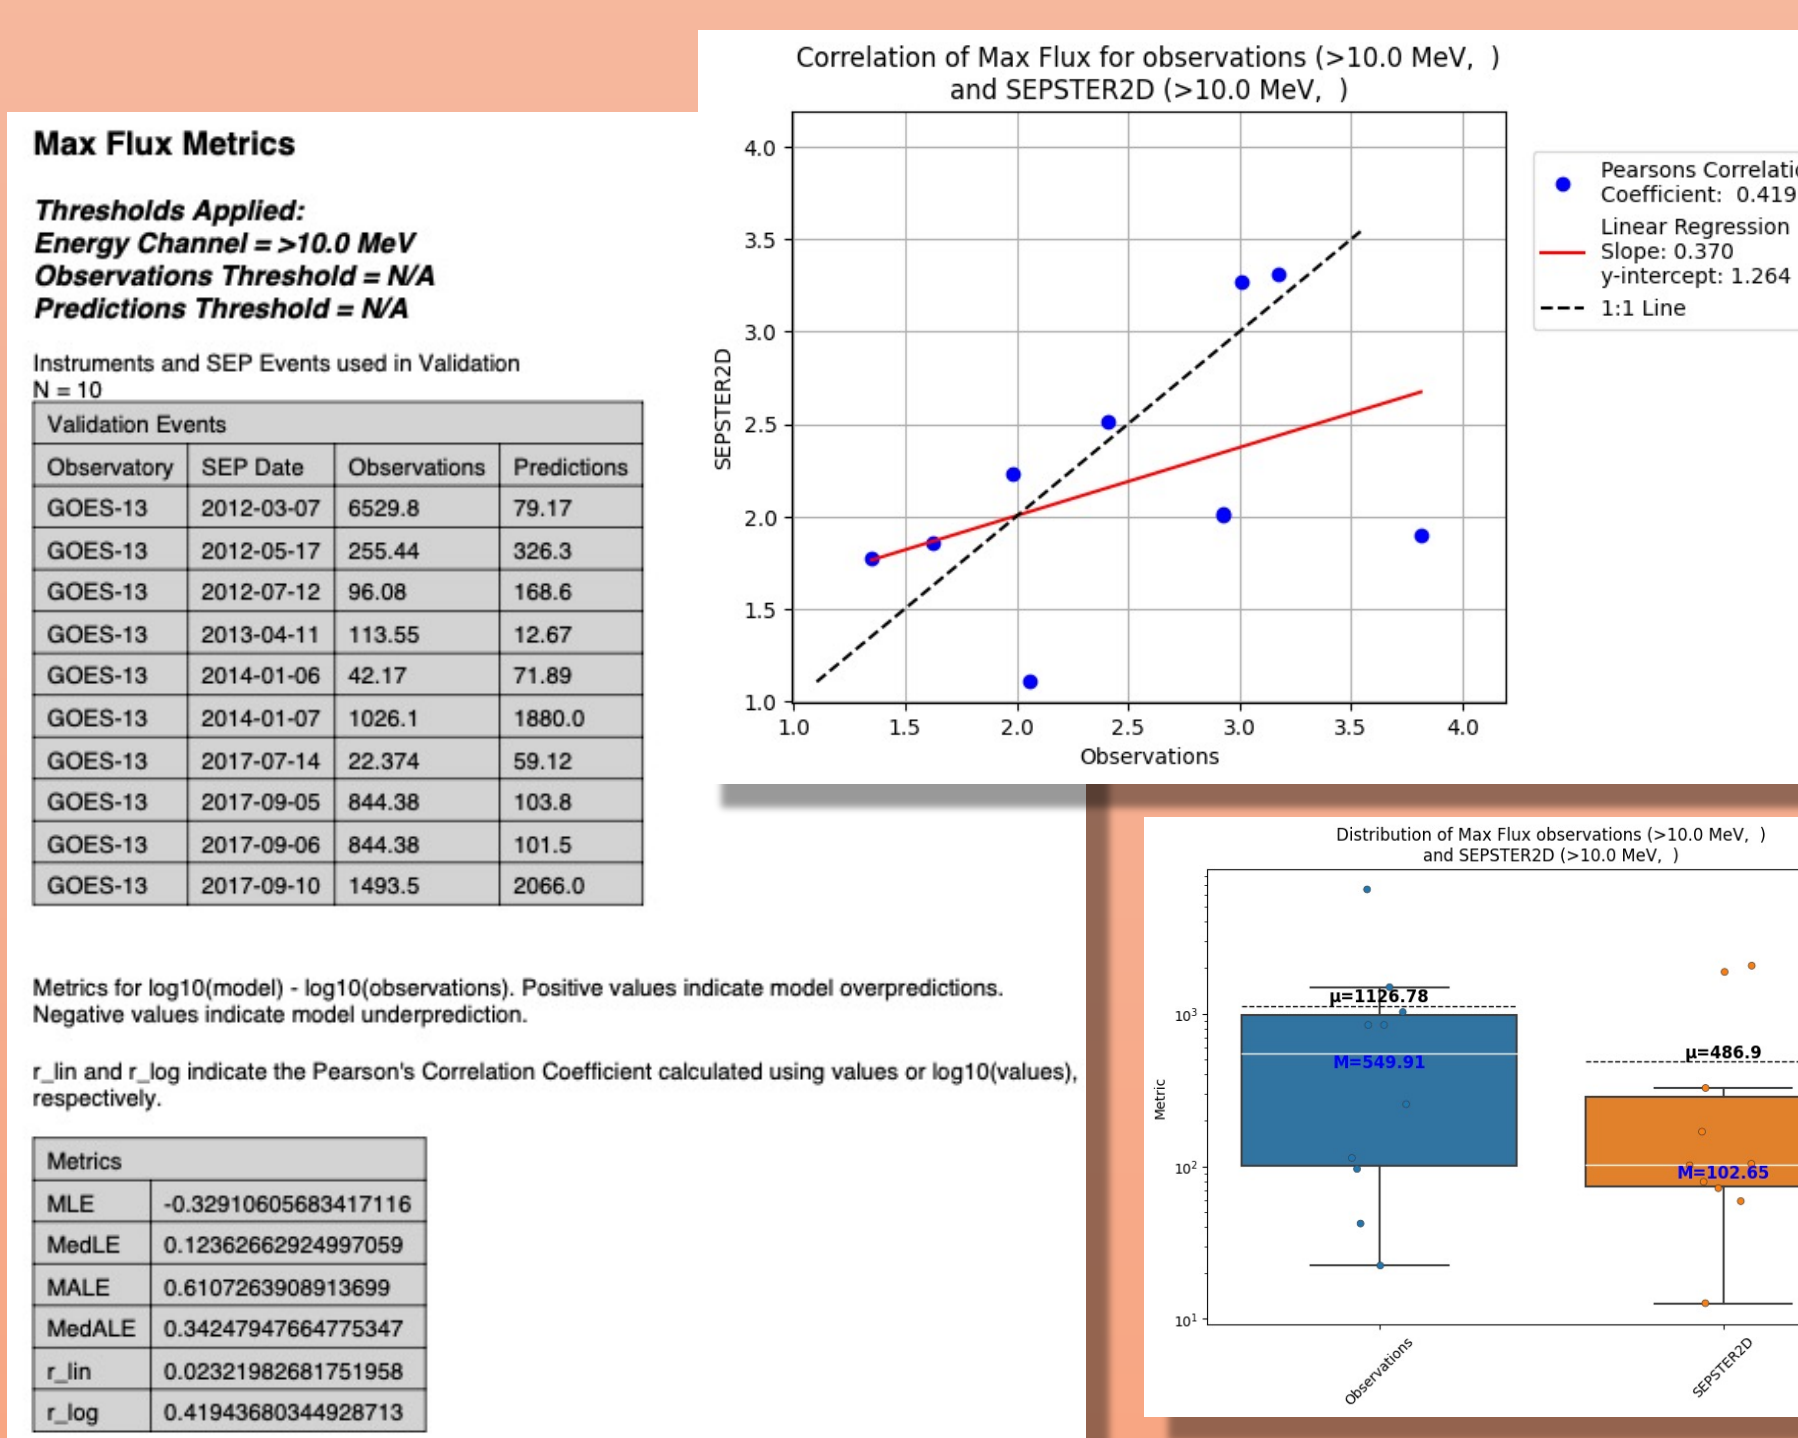 Max Flux Metrics
Thresholds Applied:
Energy Channel = >10.0 MeV
Observations Threshold = N/A
Predictions Threshold = N/A
Instruments and SEP Events used in Validation
N = 10
Validation Events
Observatory SEP Date Observations Predictions
GOES-13 2012-03-07 6529.8 79.17
GOES-13 2012-05-17 255.44 326.3
GOES-13 2012-07-12 96.08 168.6
GOES-13 2013-04-11 113.55 12.67
GOES-13 2014-01-06 42.17 71.89
GOES-13 2014-01-07 1026.1 1880.0
GOES-13 2017-07-14 22.374 59.12
GOES-13 2017-09-05 844.38 103.8
GOES-13 2017-09-06 844.38 101.5
GOES-13 2017-09-10 1493.5 2066.0
Metrics for log10(model) - log10(observations). Positive values indicate model overpredictions.
Negative values indicate model underprediction.
r_lin and r_log indicate the Pearson's Correlation Coefficient calculated using values or log10(values),
respectively.
Metrics
MLE -0.32910605683417116
MedLE 0.12362662924997059
MALE 0.6107263908913699
MedALE 0.34247947664775347
r_lin 0.02321982681751958
r_log 0.41943680344928713
Correlation of Max Flux for observations (>10.0 MeV, )
and SEPSTER2D (>10.0 MeV, )
4.0
3.5
3.0
2.5
2.0
1.5
1.0
SEPSTER2D
1.0 1.5 2.0 2.5 3.0 3.5 4.0
Observations
Pearsons
Coefficient: 0.419
Linear Regression
Slope: 0.370
y-intercept: 1.264
1:1 Line
Distribution of Max Flux observations (>10.0 MeV, )
and SEPSTER2D (>10.0 MeV, )
10³
10²
10¹
Metric
μ=1126.78
M=549.91
μ=486.9
M=102.65
Observations
SEPSTER2D